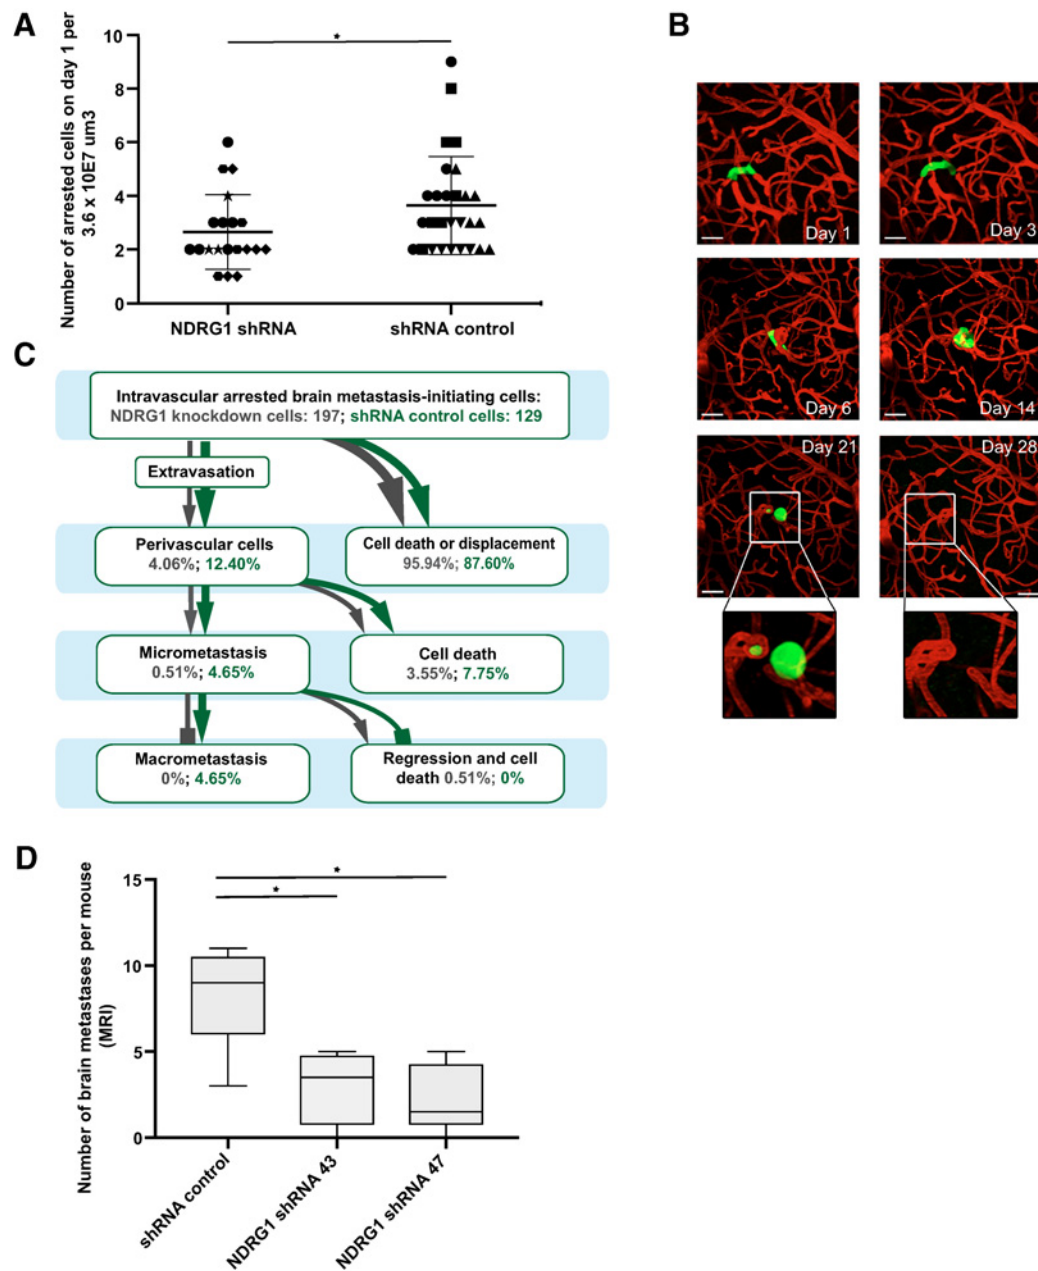 A
Number of arrested cells on day 1 per
3.6 x 10E7 um3
10
8
6
4
2
0
*
NDRG1 shRNA
shRNA control
B
Day 1
Day 3
Day 6
Day 14
Day 21
Day 28
C
Intravascular arrested brain metastasis-initiating cells:
NDRG1 knockdown cells: 197; shRNA control cells: 129
Extravasation
Perivascular cells
4.06%; 12.40%
Cell death or displacement
95.94%; 87.60%
Micrometastasis
0.51%; 4.65%
Cell death
3.55%; 7.75%
Macrometastasis
0%; 4.65%
Regression and cell
death 0.51%; 0%
D
Number of brain metastases per mouse
(MRI)
15
10
5
0
*
*
shRNA control
NDRG1 shRNA 43
NDRG1 shRNA 47